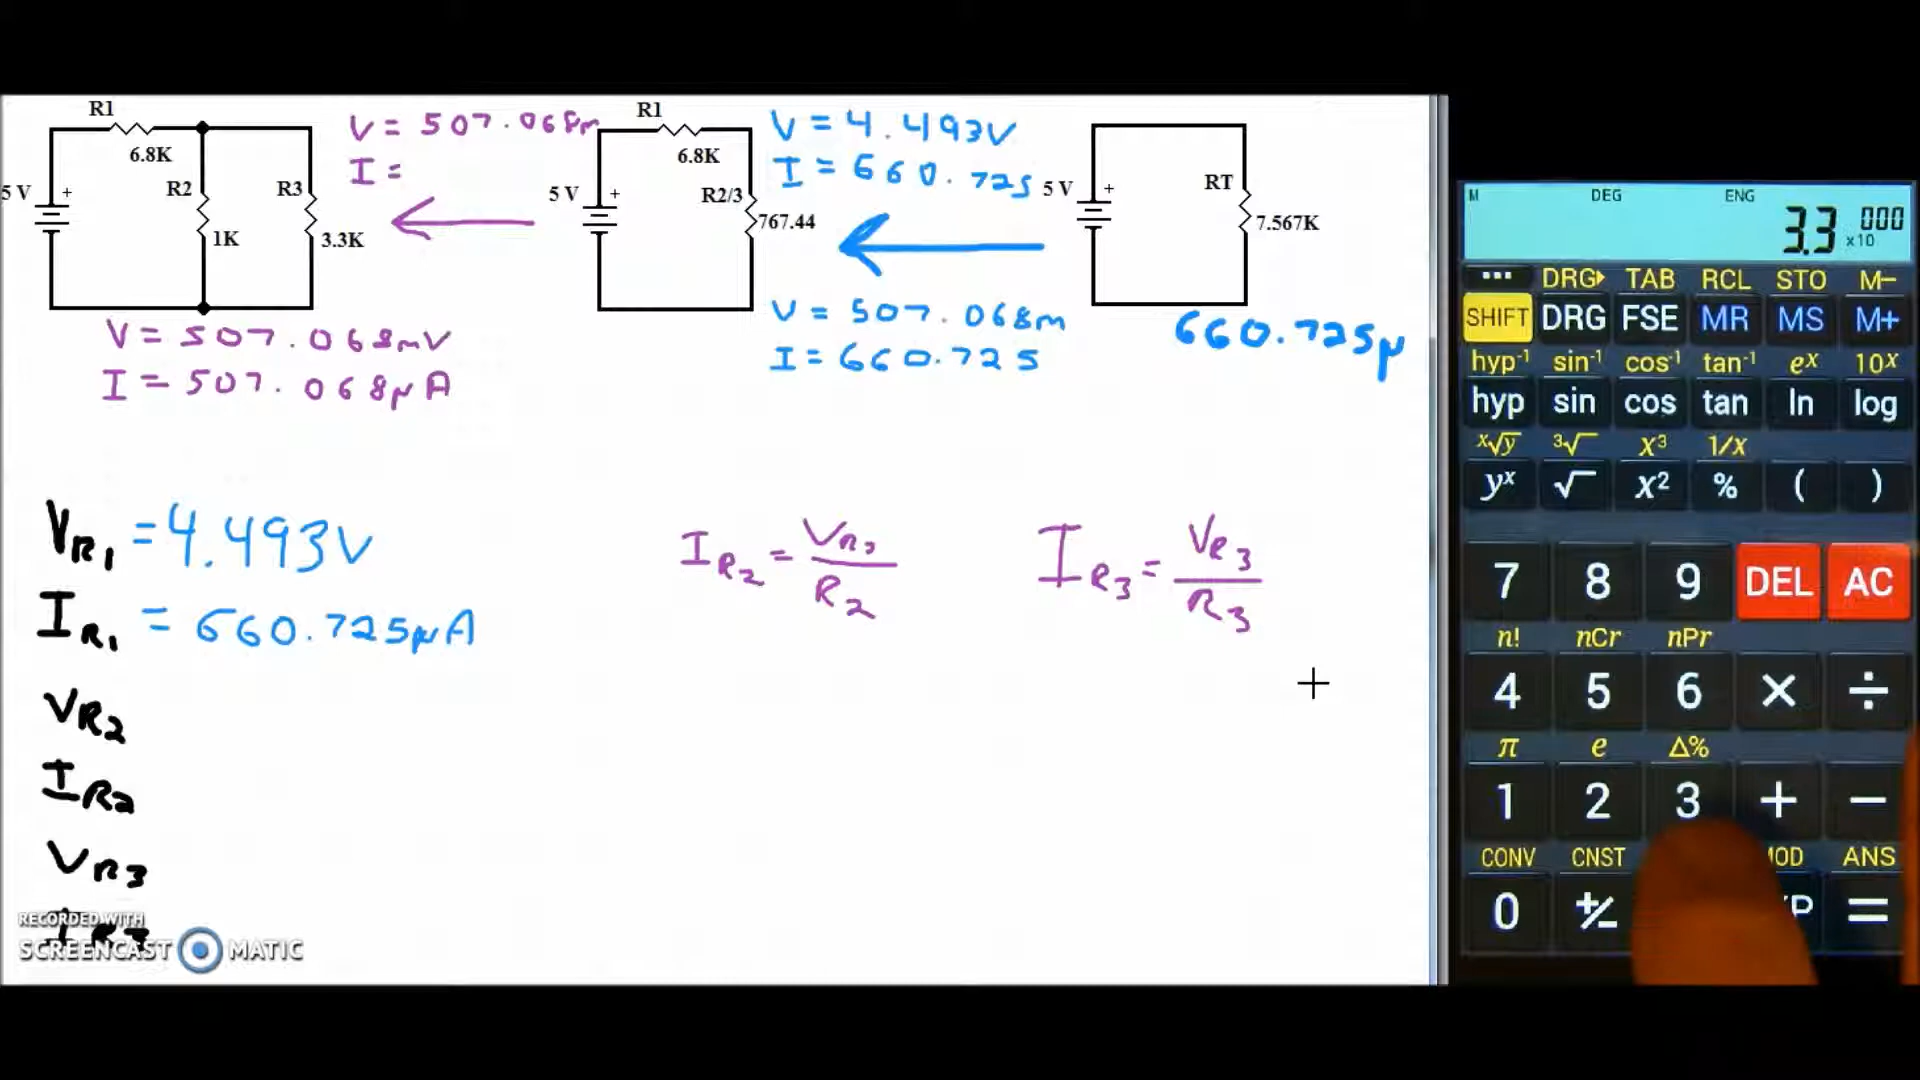 R1
6.8K
5 V
+
R2
1K
R3
3.3K
V = 507.068m
I =
V = 507.068mV
I = 507.068μA
R1
6.8K
5 V
+
R2/3
767.44
V = 4.493V
I = 660.725
V = 507.068m
I = 660.725
5 V
+
RT
7.567K
660.725μ
VR1 = 4.493V
IR1 = 660.725μA
VR2
IR2
VR3
IR3
IR2 = VR2 / R2
IR3 = VR3 / R3
RECORDED WITH
SCREENCAST MATIC
M DEG ENG
3.3 x10 000
... DRG▸ TAB RCL STO M−
SHIFT DRG FSE MR MS M+
hyp-1 sin-1 cos-1 tan-1 eˣ 10ˣ
hyp sin cos tan ln log
ˣ√y ³√ X³ 1/X
yˣ √ X² % ( )
7 8 9 DEL AC
n! nCr nPr
4 5 6 × ÷
π e Δ%
1 2 3 + −
CONV CNST ANS
0 +/− =